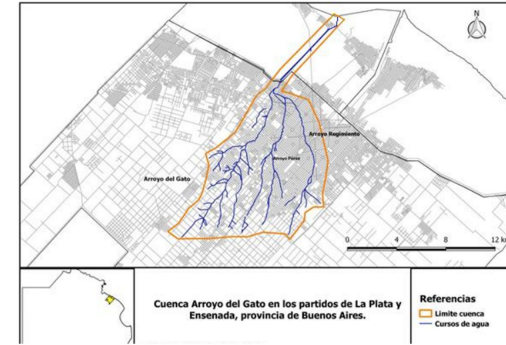 N
Arroyo Regimiento
Arroyo Pérez
Arroyo del Gato
0 4 8 12 km
Cuenca Arroyo del Gato en los partidos de La Plata y
Ensenada, provincia de Buenos Aires.
Referencias
Limite cuenca
Cursos de agua